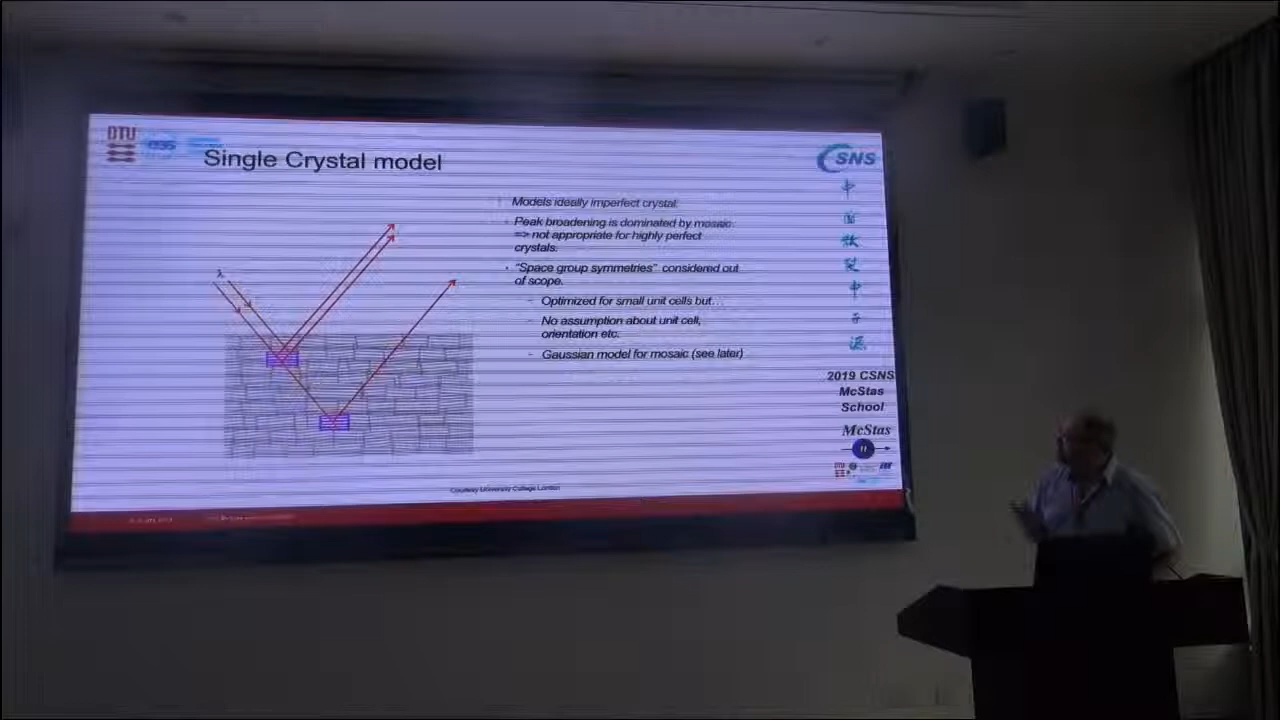 DTU
ess
Single Crystal model
CSNS
中
国
散
裂
中
子
源
λ
Models ideally imperfect crystal.
Peak broadening is dominated by mosaic.
=> not appropriate for highly perfect
crystals.
"Space group symmetries" considered out
of scope.
Optimized for small unit cells but…
No assumption about unit cell,
orientation etc.
Gaussian model for mosaic (see later)
2019 CSNS
McStas
School
McStas
n
DTU
Courtesy University College London